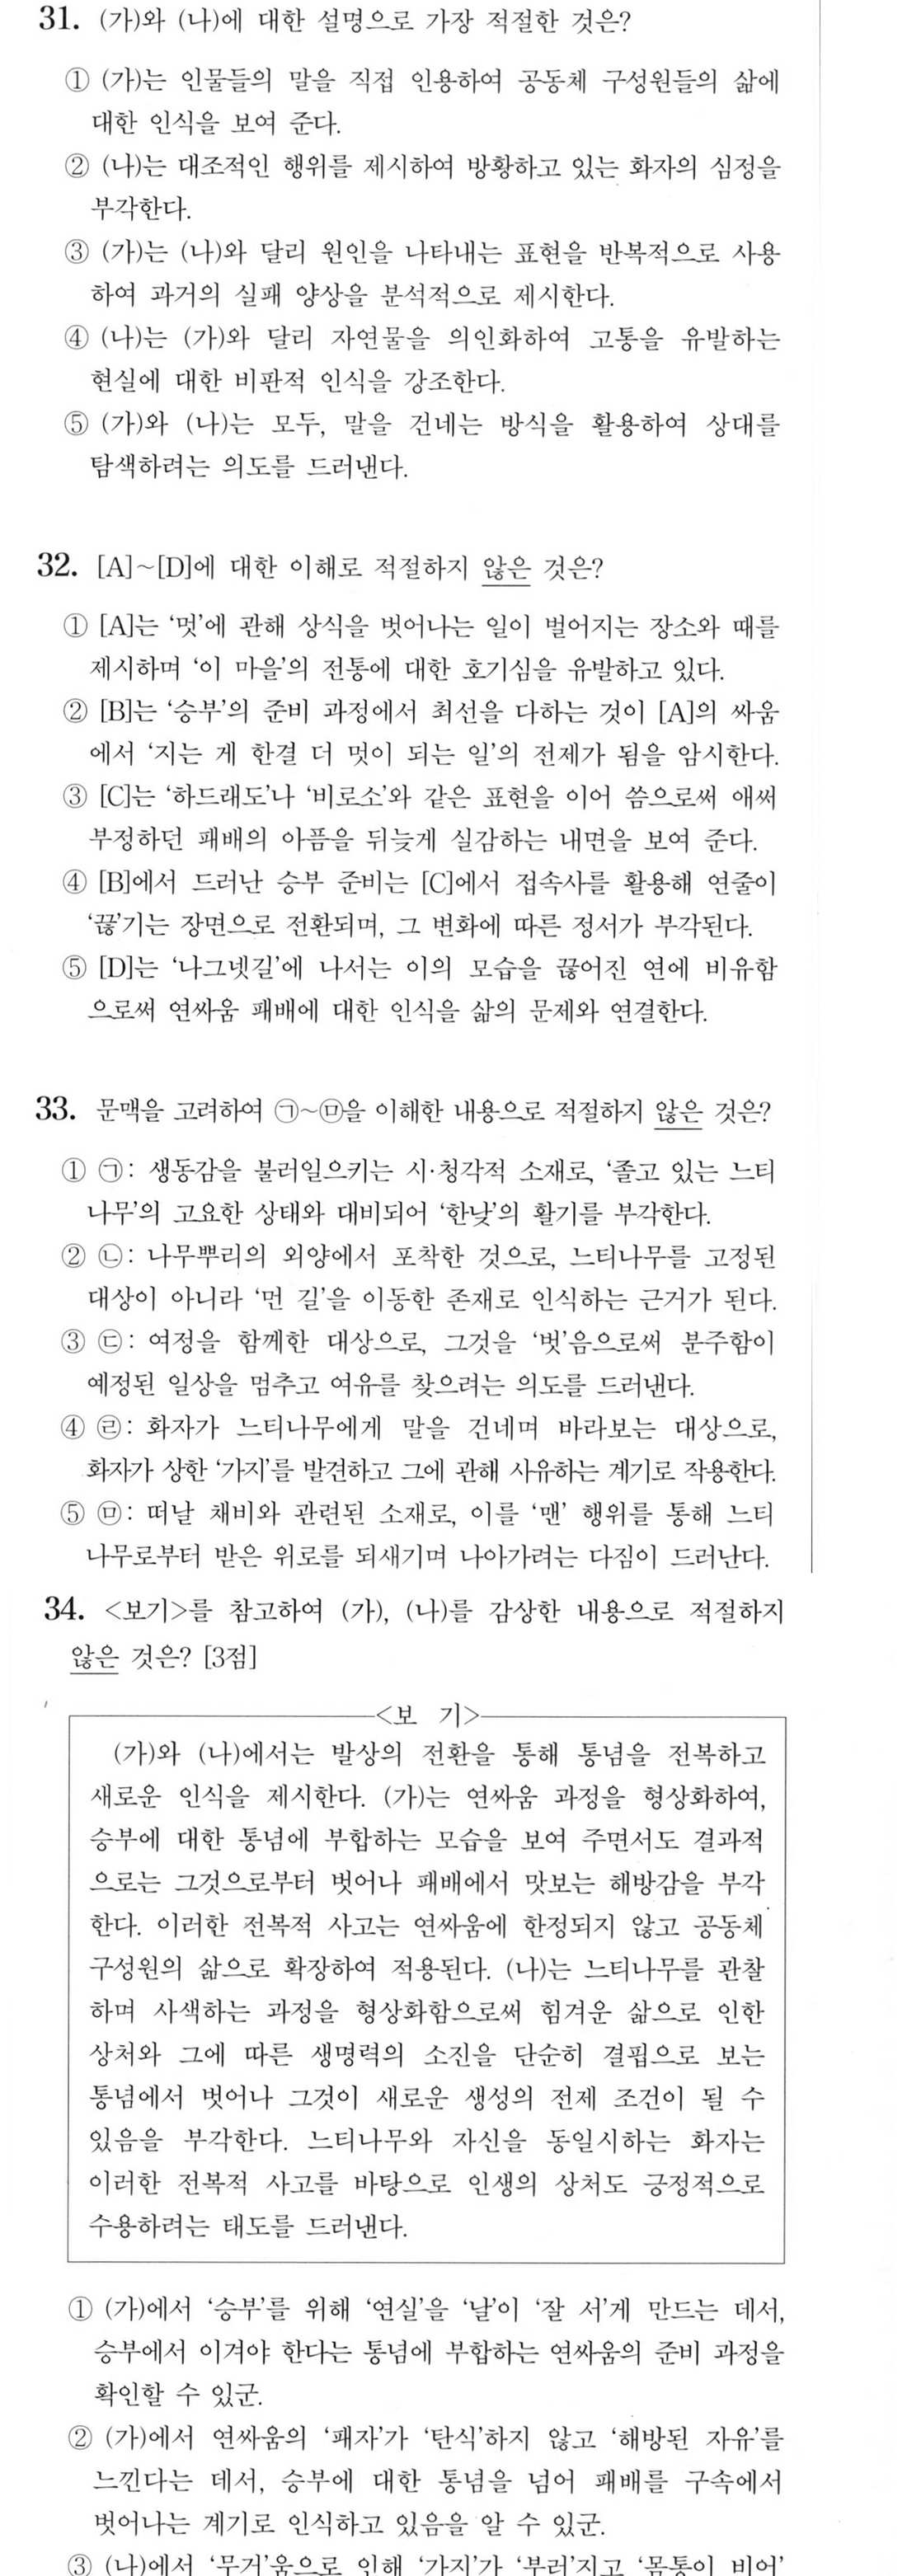 31. (가)와 (나)에 대한 설명으로 가장 적절한 것은?
① (가)는 인물들의 말을 직접 인용하여 공동체 구성원들의 삶에
대한 인식을 보여 준다.
② (나)는 대조적인 행위를 제시하여 방황하고 있는 화자의 심정을
부각한다.
③ (가)는 (나)와 달리 원인을 나타내는 표현을 반복적으로 사용
하여 과거의 실패 양상을 분석적으로 제시한다.
④ (나)는 (가)와 달리 자연물을 의인화하여 고통을 유발하는
현실에 대한 비판적 인식을 강조한다.
⑤ (가)와 (나)는 모두, 말을 건네는 방식을 활용하여 상대를
탐색하려는 의도를 드러낸다.
32. [A]~[D]에 대한 이해로 적절하지 않은 것은?
① [A]는 ‘멋’에 관해 상식을 벗어나는 일이 벌어지는 장소와 때를
제시하며 ‘이 마을’의 전통에 대한 호기심을 유발하고 있다.
② [B]는 ‘승부’의 준비 과정에서 최선을 다하는 것이 [A]의 싸움
에서 ‘지는 게 한결 더 멋이 되는 일’의 전제가 됨을 암시한다.
③ [C]는 ‘하드래도’나 ‘비로소’와 같은 표현을 이어 씀으로써 애써
부정하던 패배의 아픔을 뒤늦게 실감하는 내면을 보여 준다.
④ [B]에서 드러난 승부 준비는 [C]에서 접속사를 활용해 연줄이
‘끊’기는 장면으로 전환되며, 그 변화에 따른 정서가 부각된다.
⑤ [D]는 ‘나그넷길’에 나서는 이의 모습을 끊어진 연에 비유함
으로써 연싸움 패배에 대한 인식을 삶의 문제와 연결한다.
33. 문맥을 고려하여 ㉠~㉤을 이해한 내용으로 적절하지 않은 것은?
① ㉠: 생동감을 불러일으키는 시·청각적 소재로, ‘졸고 있는 느티
나무’의 고요한 상태와 대비되어 ‘한낮’의 활기를 부각한다.
② ㉡: 나무뿌리의 외양에서 포착한 것으로, 느티나무를 고정된
대상이 아니라 ‘먼 길’을 이동한 존재로 인식하는 근거가 된다.
③ ㉢: 여정을 함께한 대상으로, 그것을 ‘벗’음으로써 분주함이
예정된 일상을 멈추고 여유를 찾으려는 의도를 드러낸다.
④ ㉣: 화자가 느티나무에게 말을 건네며 바라보는 대상으로,
화자가 상한 ‘가지’를 발견하고 그에 관해 사유하는 계기로 작용한다.
⑤ ㉤: 떠날 채비와 관련된 소재로, 이를 ‘맨’ 행위를 통해 느티
나무로부터 받은 위로를 되새기며 나아가려는 다짐이 드러난다.
34. <보기>를 참고하여 (가), (나)를 감상한 내용으로 적절하지
않은 것은? [3점]
<보 기>
(가)와 (나)에서는 발상의 전환을 통해 통념을 전복하고
새로운 인식을 제시한다. (가)는 연싸움 과정을 형상화하여,
승부에 대한 통념에 부합하는 모습을 보여 주면서도 결과적
으로는 그것으로부터 벗어나 패배에서 맛보는 해방감을 부각
한다. 이러한 전복적 사고는 연싸움에 한정되지 않고 공동체
구성원의 삶으로 확장하여 적용된다. (나)는 느티나무를 관찰
하며 사색하는 과정을 형상화함으로써 힘겨운 삶으로 인한
상처와 그에 따른 생명력의 소진을 단순히 결핍으로 보는
통념에서 벗어나 그것이 새로운 생성의 전제 조건이 될 수
있음을 부각한다. 느티나무와 자신을 동일시하는 화자는
이러한 전복적 사고를 바탕으로 인생의 상처도 긍정적으로
수용하려는 태도를 드러낸다.
① (가)에서 ‘승부’를 위해 ‘연실’을 ‘날’이 ‘잘 서’게 만드는 데서,
승부에서 이겨야 한다는 통념에 부합하는 연싸움의 준비 과정을
확인할 수 있군.
② (가)에서 연싸움의 ‘패자’가 ‘탄식’하지 않고 ‘해방된 자유’를
느낀다는 데서, 승부에 대한 통념을 넘어 패배를 구속에서
벗어나는 계기로 인식하고 있음을 알 수 있군.
③ (나)에서 ‘무거’움으로 인해 ‘가지’가 ‘부러’지고 ‘몸통이 비어’